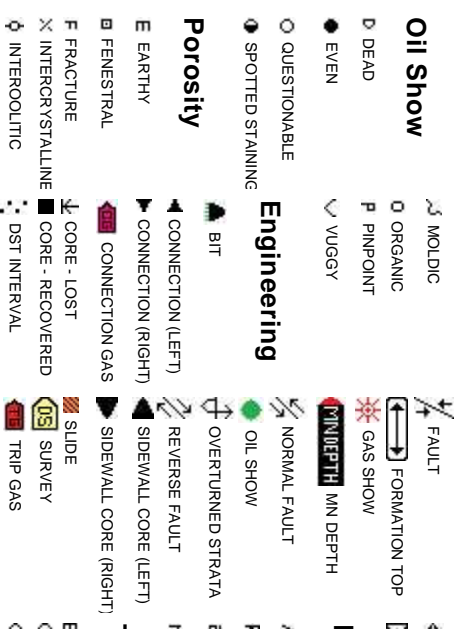 Oil Show
D DEAD
EVEN
QUESTIONABLE
SPOTTED STAINING
Porosity
E EARTHY
FENESTRAL
F FRACTURE
INTERCRYSTALLINE
INTEROOLITIC
MOLDIC
ORGANIC
P PINPOINT
VUGGY
Engineering
BIT
CONNECTION (LEFT)
CONNECTION (RIGHT)
CG CONNECTION GAS
CORE - LOST
CORE - RECOVERED
DST INTERVAL
FAULT
FORMATION TOP
GAS SHOW
MNDEPTH MN DEPTH
NORMAL FAULT
OIL SHOW
OVERTURNED STRATA
REVERSE FAULT
SIDEWALL CORE (LEFT)
SIDEWALL CORE (RIGHT)
SLIDE
DS SURVEY
TG TRIP GAS